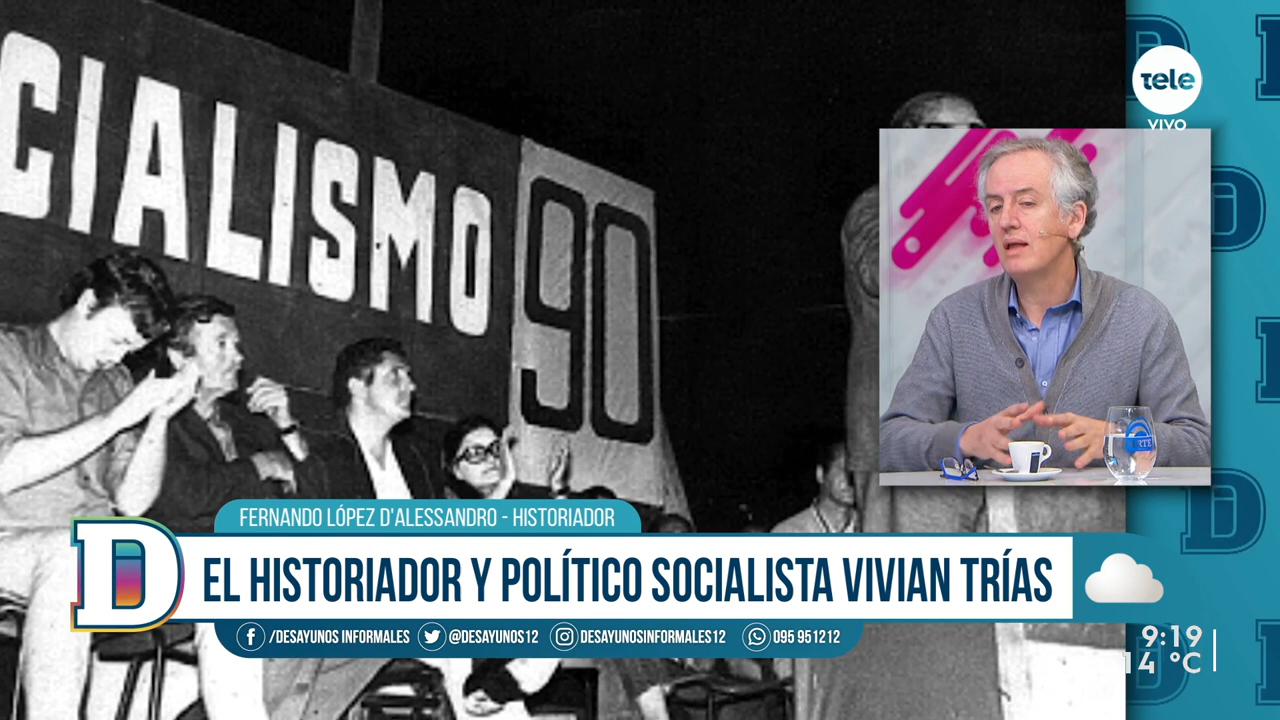 CIALISMO 90
tele
VIVO
RTE
FERNANDO LÓPEZ D'ALESSANDRO - HISTORIADOR
D
EL HISTORIADOR Y POLÍTICO SOCIALISTA VIVIAN TRÍAS
/DESAYUNOS INFORMALES @DESAYUNOS12 DESAYUNOSINFORMALES12 095 951212
9:19
14 °C